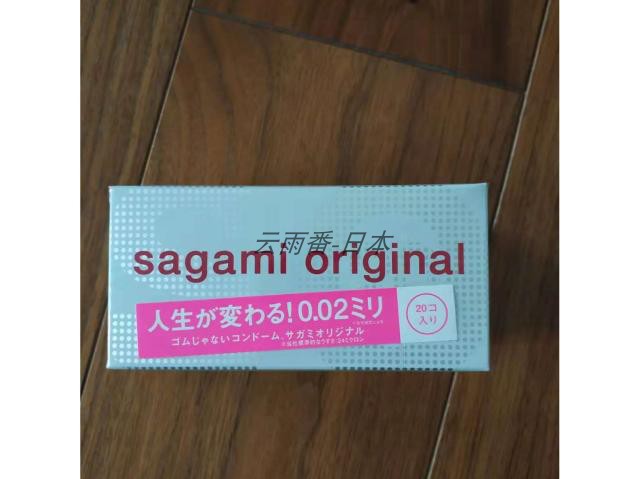 云雨番-日本
sagami original
人生が変わる!0.02ミリ
ゴムじゃないコンドーム、サガミオリジナル
20コ
入り